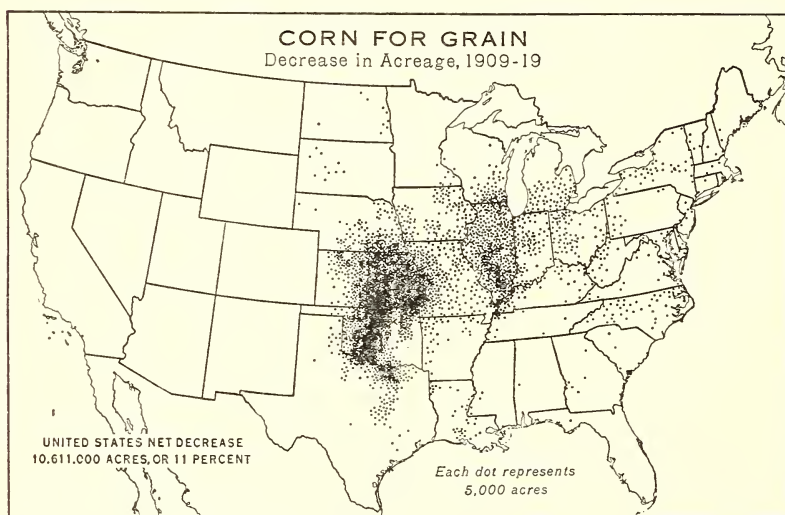 CORN FOR GRAIN
Decrease in Acreage, 1909-19
UNITED STATES NET DECREASE
10,611,000 ACRES, OR 11 PERCENT
Each dot represents
5,000 acres